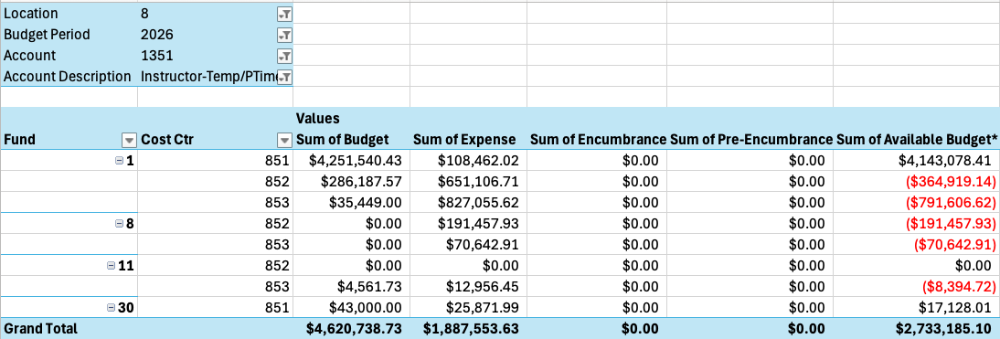 Location 8
Budget Period 2026
Account 1351
Account Description Instructor-Temp/PTim
Values
Fund Cost Ctr Sum of Budget Sum of Expense Sum of Encumbrance Sum of Pre-Encumbrance Sum of Available Budget*
1 851 $4,251,540.43 $108,462.02 $0.00 $0.00 $4,143,078.41
852 $286,187.57 $651,106.71 $0.00 $0.00 ($364,919.14)
853 $35,449.00 $827,055.62 $0.00 $0.00 ($791,606.62)
8 852 $0.00 $191,457.93 $0.00 $0.00 ($191,457.93)
853 $0.00 $70,642.91 $0.00 $0.00 ($70,642.91)
11 852 $0.00 $0.00 $0.00 $0.00 $0.00
853 $4,561.73 $12,956.45 $0.00 $0.00 ($8,394.72)
30 851 $43,000.00 $25,871.99 $0.00 $0.00 $17,128.01
Grand Total $4,620,738.73 $1,887,553.63 $0.00 $0.00 $2,733,185.10